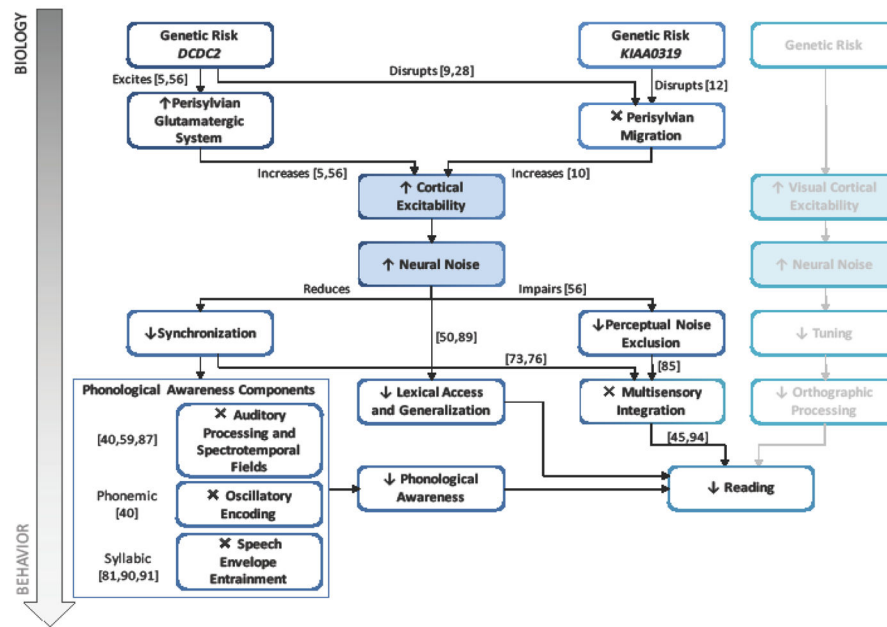 BIOLOGY
Genetic Risk
DCDC2
Genetic Risk
KIAA0319
Genetic Risk
Excites [5,56]
Disrupts [9,28]
Disrupts [12]
↑Perisylvian
Glutamatergic
System
✕ Perisylvian
Migration
Increases [5,56]
Increases [10]
↑ Cortical
Excitability
↑ Visual Cortical
Excitability
↑ Neural Noise
↑ Neural Noise
Reduces
Impairs [56]
↓Synchronization
[50,89]
↓Perceptual Noise
Exclusion
↓ Tuning
[73,76]
[85]
Phonological Awareness Components
↓ Lexical Access
and Generalization
✕ Multisensory
Integration
↓ Orthographic
Processing
[40,59,87]
✕ Auditory
Processing and
Spectrotemporal
Fields
[45,94]
↓ Phonological
Awareness
↓ Reading
Phonemic
[40]
✕ Oscillatory
Encoding
Syllabic
[81,90,91]
✕ Speech
Envelope
Entrainment
BEHAVIOR